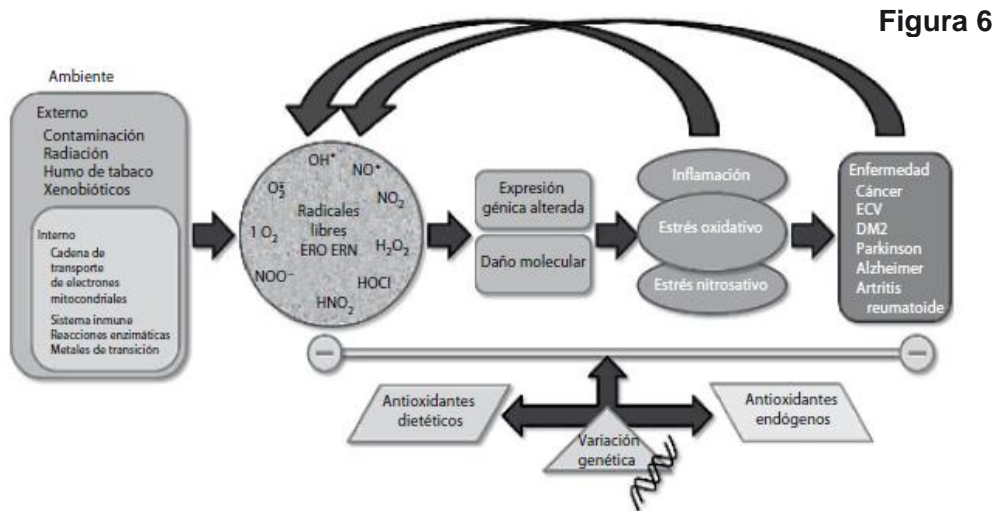 Figura 6
Ambiente
Externo
Contaminación
Radiación
Humo de tabaco
Xenobióticos
Interno
Cadena de
transporte
de electrones
mitocondriales
Sistema inmune
Reacciones enzimáticas
Metales de transición
OH•
NO•
O₂•̄
NO₂
Radicales
libres
ERO ERN
1 O₂
H₂O₂
NOO⁻
HOCl
HNO₂
Expresión
génica alterada
Daño molecular
Inflamación
Estrés oxidativo
Estrés nitrosativo
Enfermedad
Cáncer
ECV
DM2
Parkinson
Alzheimer
Artritis
reumatoide
Antioxidantes
dietéticos
Variación
genética
Antioxidantes
endógenos